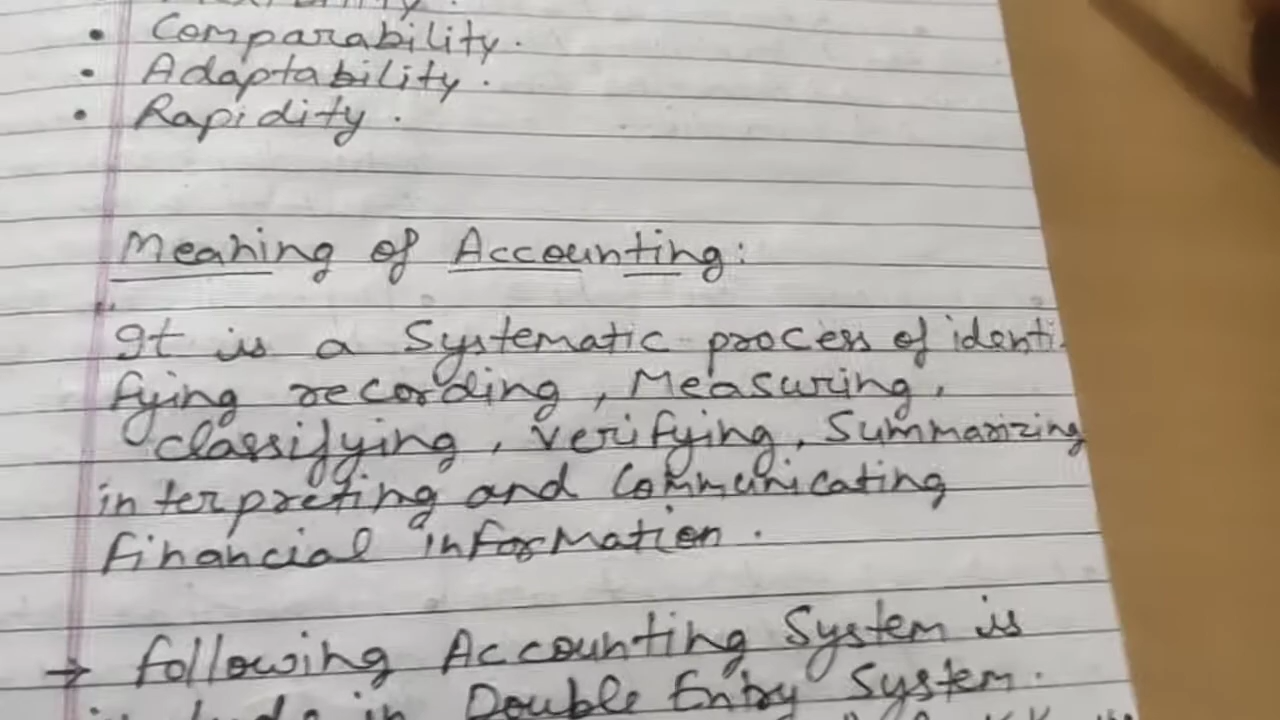 • Comparability.
• Adaptability.
• Rapidity.
Meaning of Accounting:
It is a Systematic process of identi-
fying recording, Measuring,
classifying, verifying, Summarizing
interpreting and Communicating
financial information.
→ following Accounting System is
in Double Entry System.